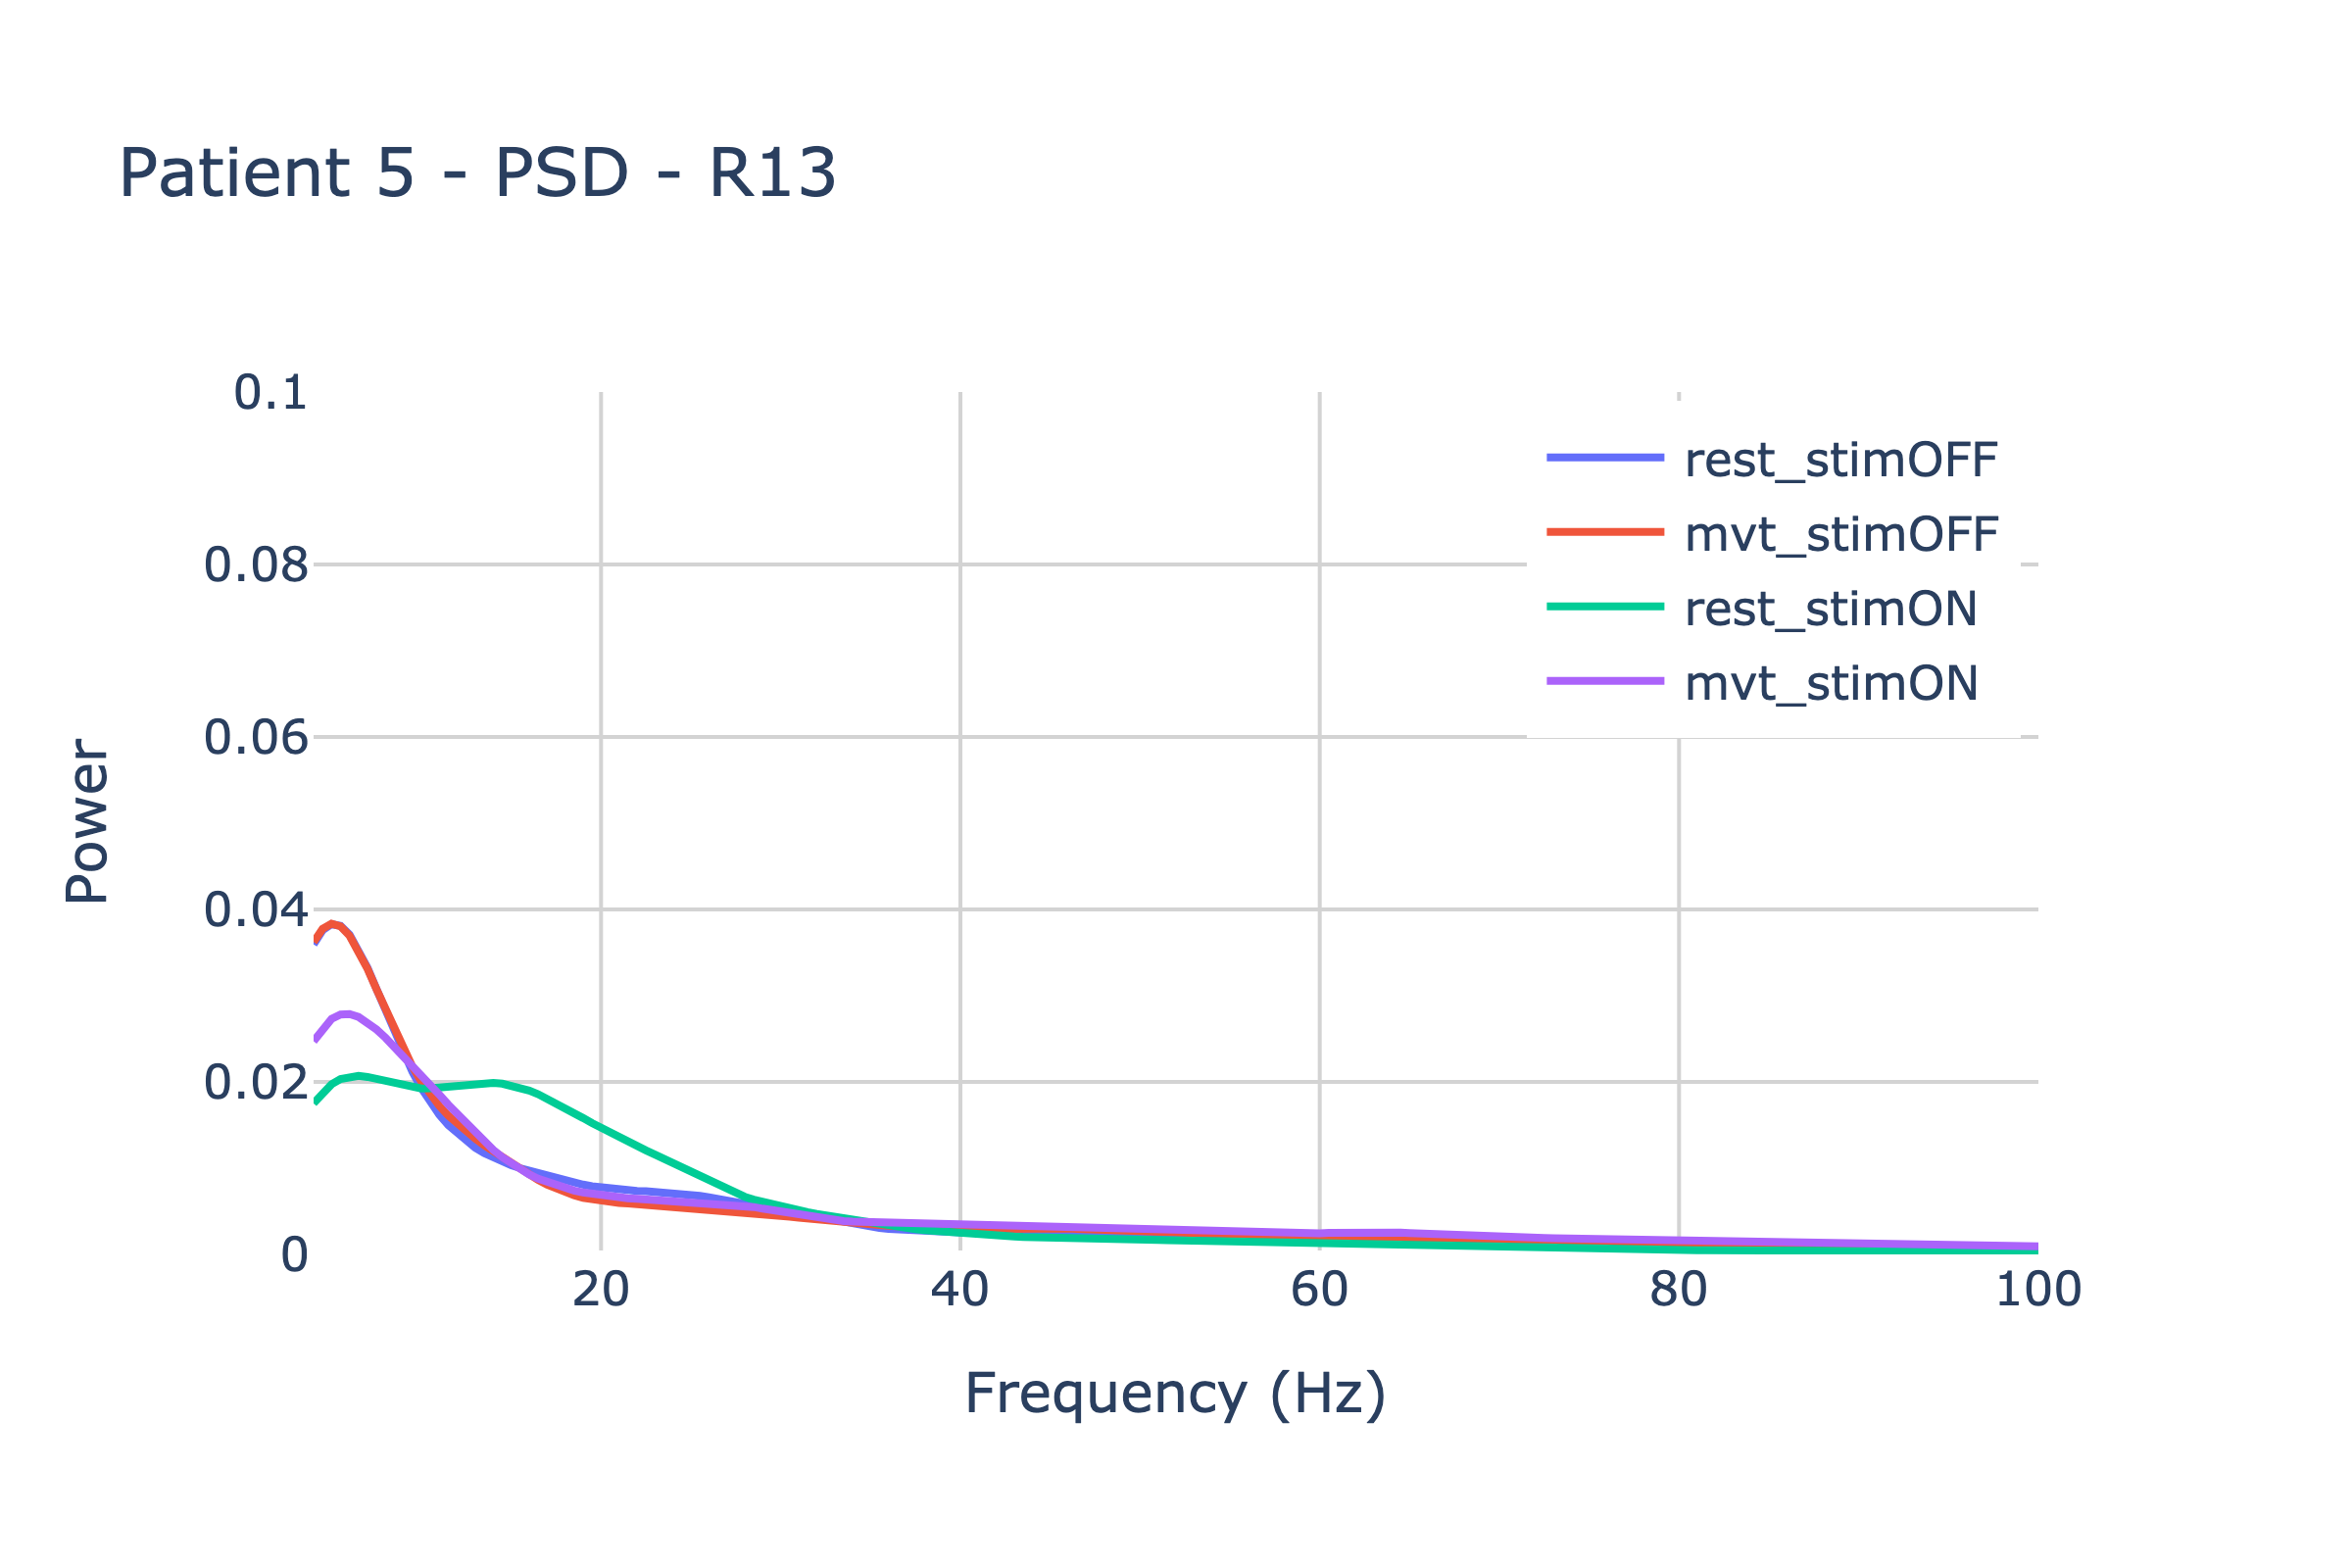 Patient 5 - PSD - R13
0.1
0.08
0.06
0.04
0.02
0
Power
rest_stimOFF
mvt_stimOFF
rest_stimON
mvt_stimON
20 40 60 80 100
Frequency (Hz)